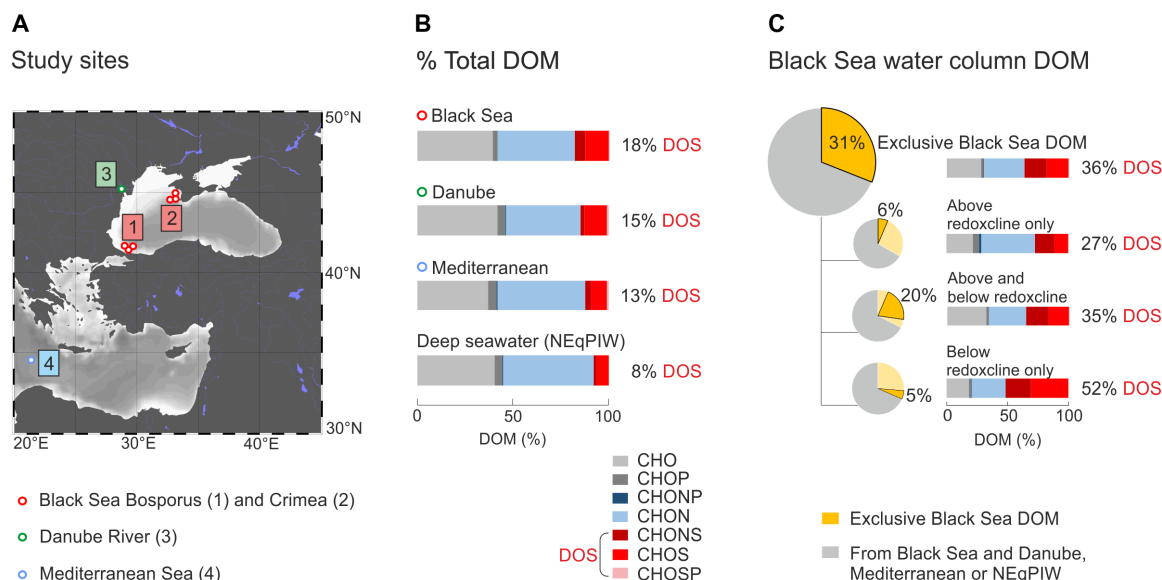 A
Study sites
50°N
40°N
30°N
20°E
30°E
40°E
3
1
2
4
Black Sea Bosporus (1) and Crimea (2)
Danube River (3)
Mediterranean Sea (4)
B
% Total DOM
Black Sea
18% DOS
Danube
15% DOS
Mediterranean
13% DOS
Deep seawater (NEqPIW)
8% DOS
0
50
100
DOM (%)
CHO
CHOP
CHONP
CHON
CHONS
DOS
CHOS
CHOSP
C
Black Sea water column DOM
31%
Exclusive Black Sea DOM
36% DOS
6%
Above
redoxcline only
27% DOS
20%
Above and
below redoxcline
35% DOS
5%
Below
redoxcline only
52% DOS
0
50
100
DOM (%)
Exclusive Black Sea DOM
From Black Sea and Danube,
Mediterranean or NEqPIW